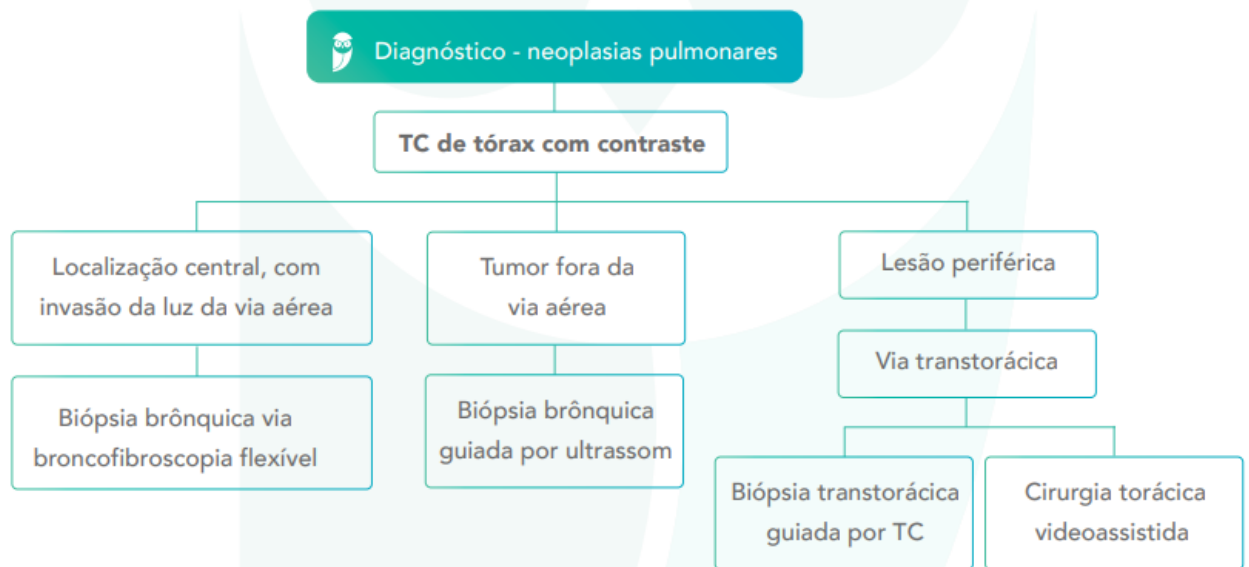 Diagnóstico - neoplasias pulmonares
TC de tórax com contraste
Localização central, com
invasão da luz da via aérea
Biópsia brônquica via
broncofibroscopia flexível
Tumor fora da
via aérea
Biópsia brônquica
guiada por ultrassom
Lesão periférica
Via transtorácica
Biópsia transtorácica
guiada por TC
Cirurgia torácica
videoassistida